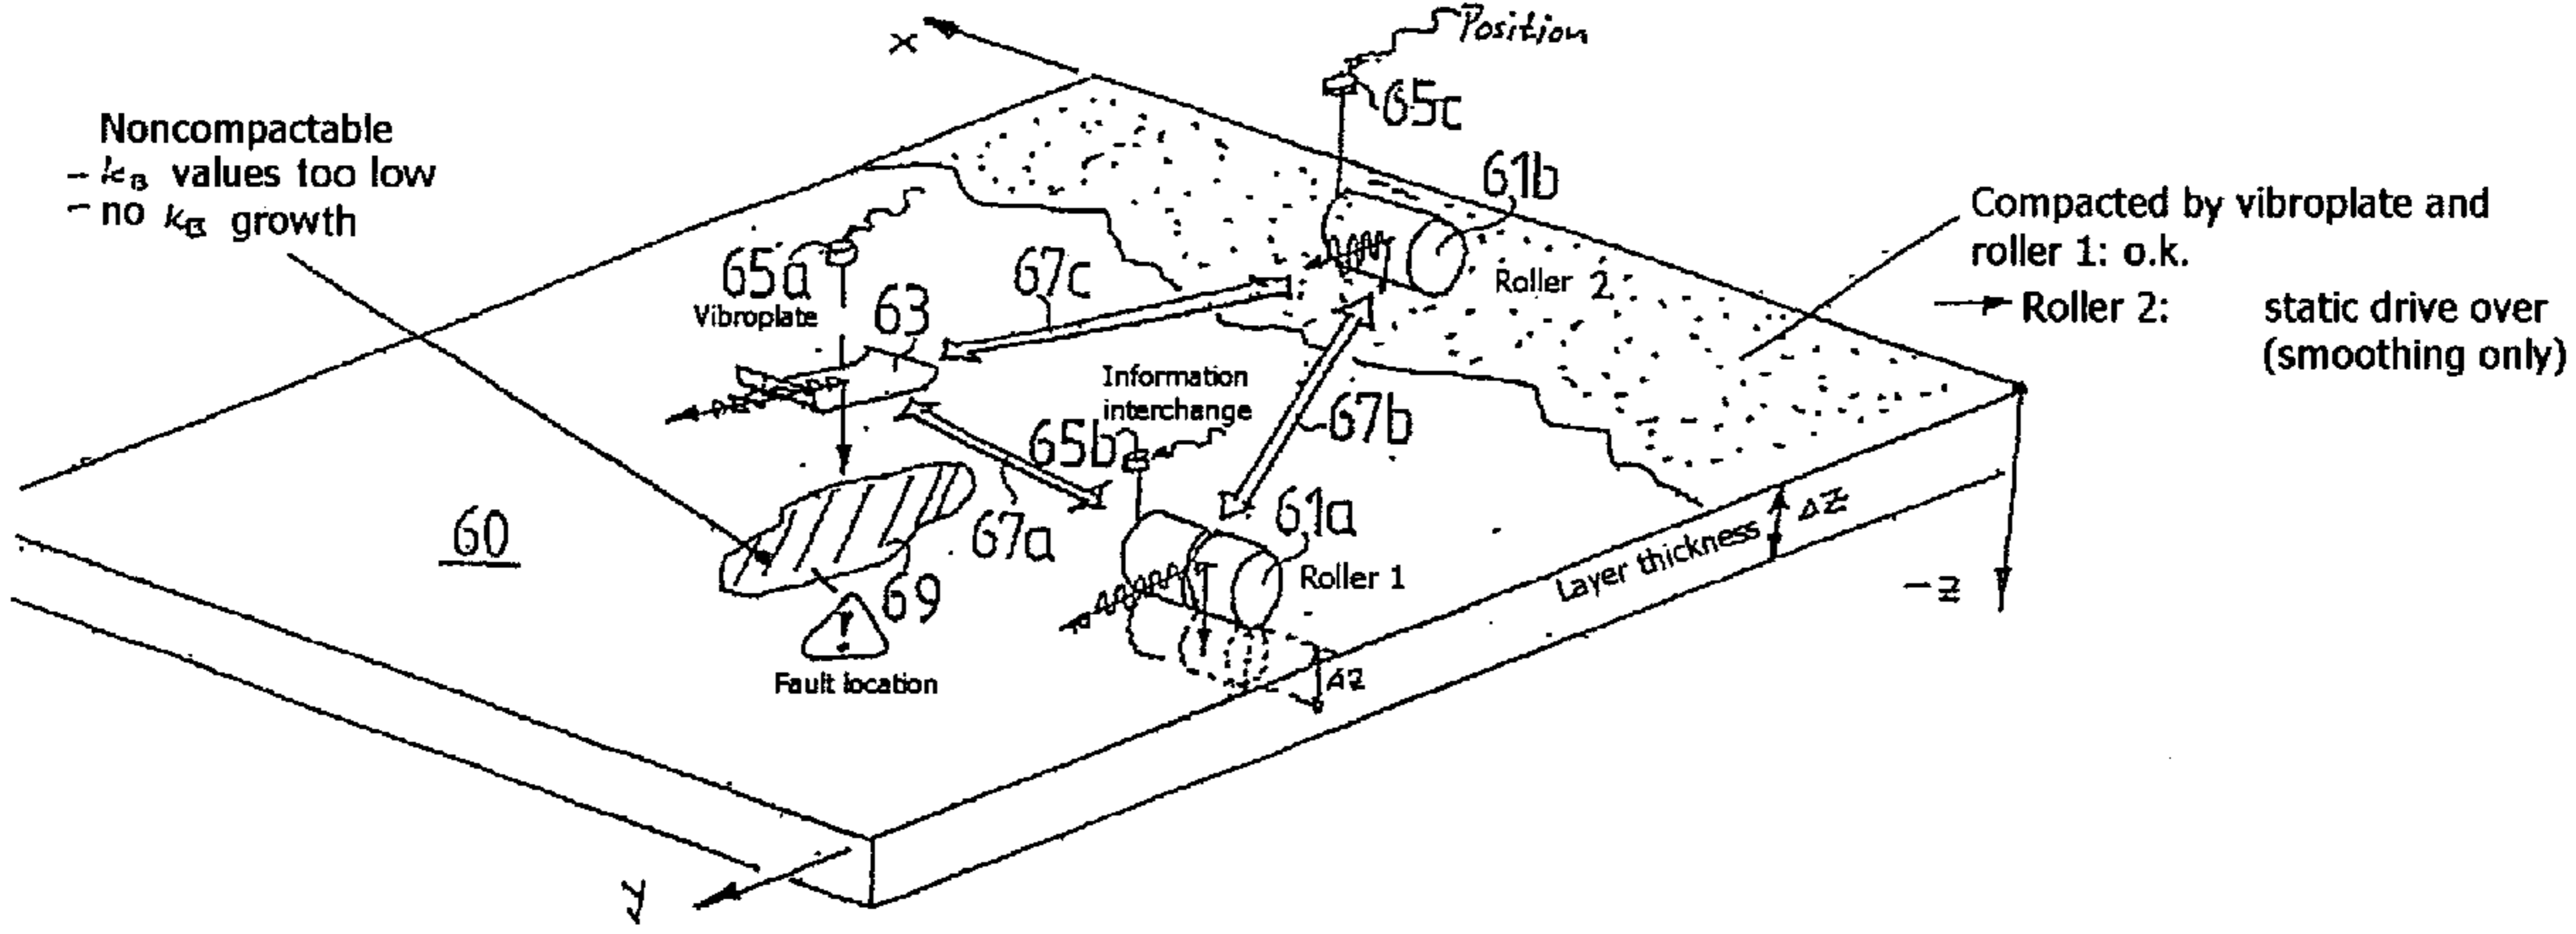 x
Position
65c
Noncompactable
– kB values too low
– no kB growth
61b
Compacted by vibroplate and
roller 1: o.k.
Roller 2: static drive over
(smoothing only)
65a
Vibroplate
63
67c
Roller 2
Information
interchange
67b
65b
60
67a
61a
Roller 1
Layer thickness
ΔZ
–z
69
!
Fault location
ΔZ
y